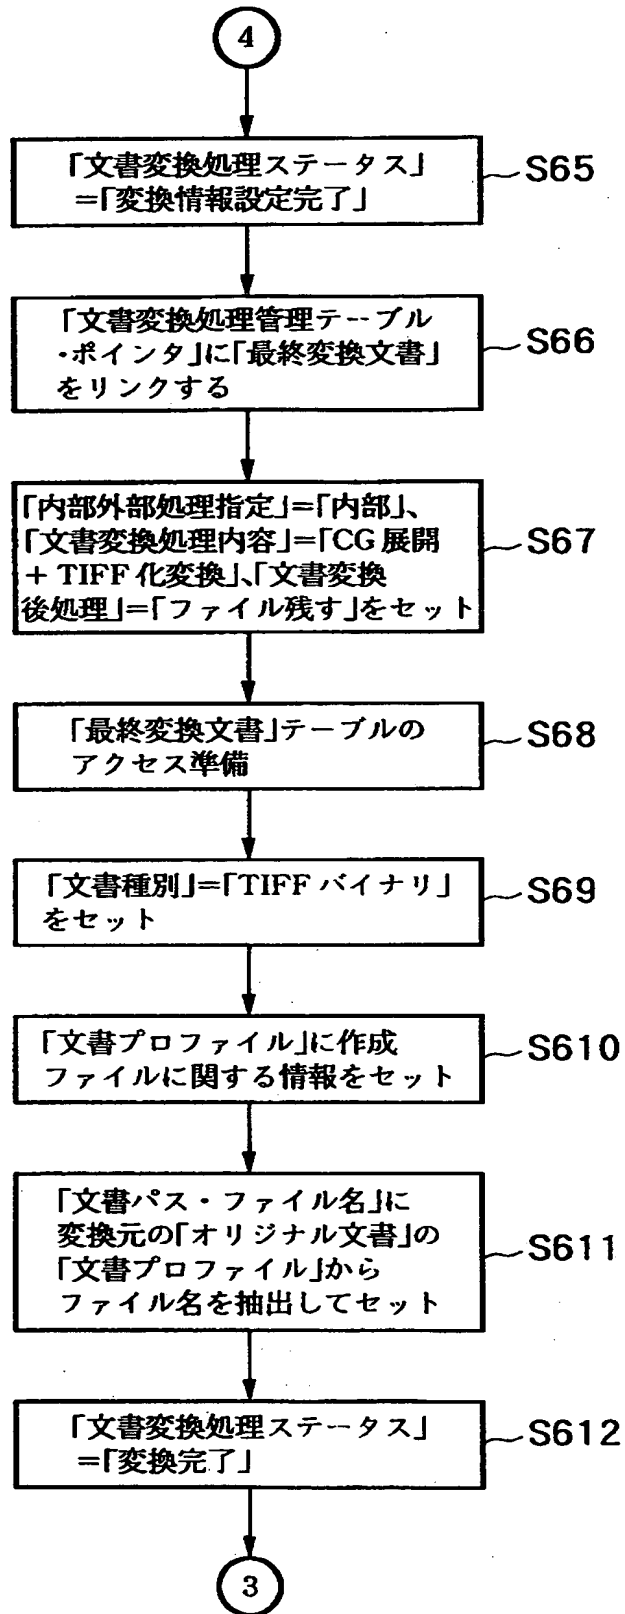 4
「文書変換処理ステータス」
=「変換情報設定完了」
S65
「文書変換処理管理テーブル
・ポインタ」に「最終変換文書」
をリンクする
S66
「内部外部処理指定」=「内部」、
「文書変換処理内容」=「CG 展開
+ TIFF 化変換」、「文書変換
後処理」=「ファイル残す」をセット
S67
「最終変換文書」テーブルの
アクセス準備
S68
「文書種別」=「TIFF バイナリ」
をセット
S69
「文書プロファイル」に作成
ファイルに関する情報をセット
S610
「文書パス・ファイル名」に
変換元の「オリジナル文書」の
「文書プロファイル」から
ファイル名を抽出してセット
S611
「文書変換処理ステータス」
=「変換完了」
S612
3